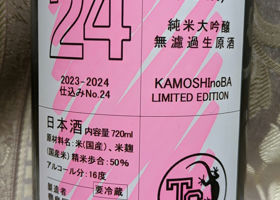 24
純米大吟醸
無濾過生原酒
2023-2024
仕込みNo.24
KAMOSHInoBA
LIMITED EDITION
日本酒 内容量720ml
原材料名:米(国産)、米麹
(国産米) 精米歩合:50%
アルコール分:16度
製造者
要冷蔵